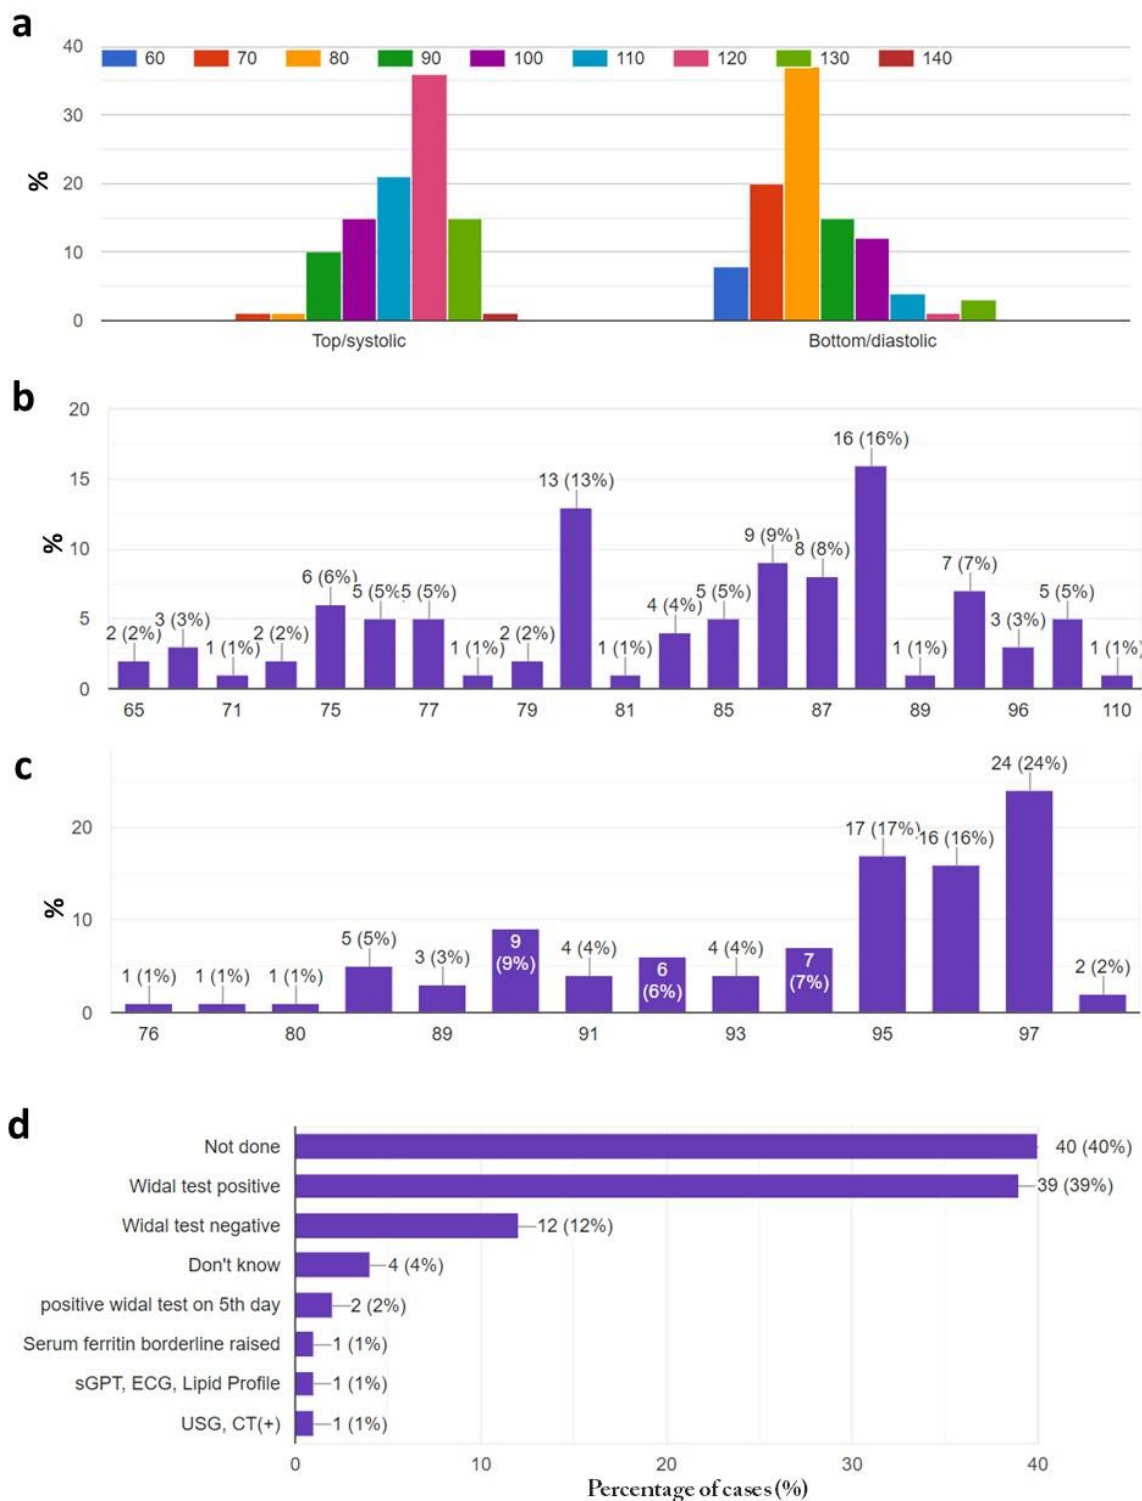 a
40
60 70 80 90 100 110 120 130 140
30
%
20
10
0
Top/systolic Bottom/diastolic
b
20
16 (16%)
15
13 (13%)
%
10
9 (9%) 8 (8%)
7 (7%)
6 (6%) 5 (5%) 5 (5%) 5 (5%) 5 (5%)
4 (4%)
5
2 (2%) 3 (3%) 1 (1%) 2 (2%) 1 (1%) 2 (2%) 1 (1%) 1 (1%) 3 (3%) 1 (1%)
0
65 71 75 77 79 81 85 87 89 96 110
c
24 (24%)
20
17 (17%) 16 (16%)
%
10
5 (5%) 3 (3%) 9 (9%) 4 (4%) 6 (6%) 4 (4%) 7 (7%)
1 (1%) 1 (1%) 1 (1%) 2 (2%)
0
76 80 89 91 93 95 97
d
Not done 40 (40%)
Widal test positive 39 (39%)
Widal test negative 12 (12%)
Don't know 4 (4%)
positive widal test on 5th day 2 (2%)
Serum ferritin borderline raised 1 (1%)
sGPT, ECG, Lipid Profile 1 (1%)
USG, CT(+) 1 (1%)
0 10 20 30 40
Percentage of cases (%)